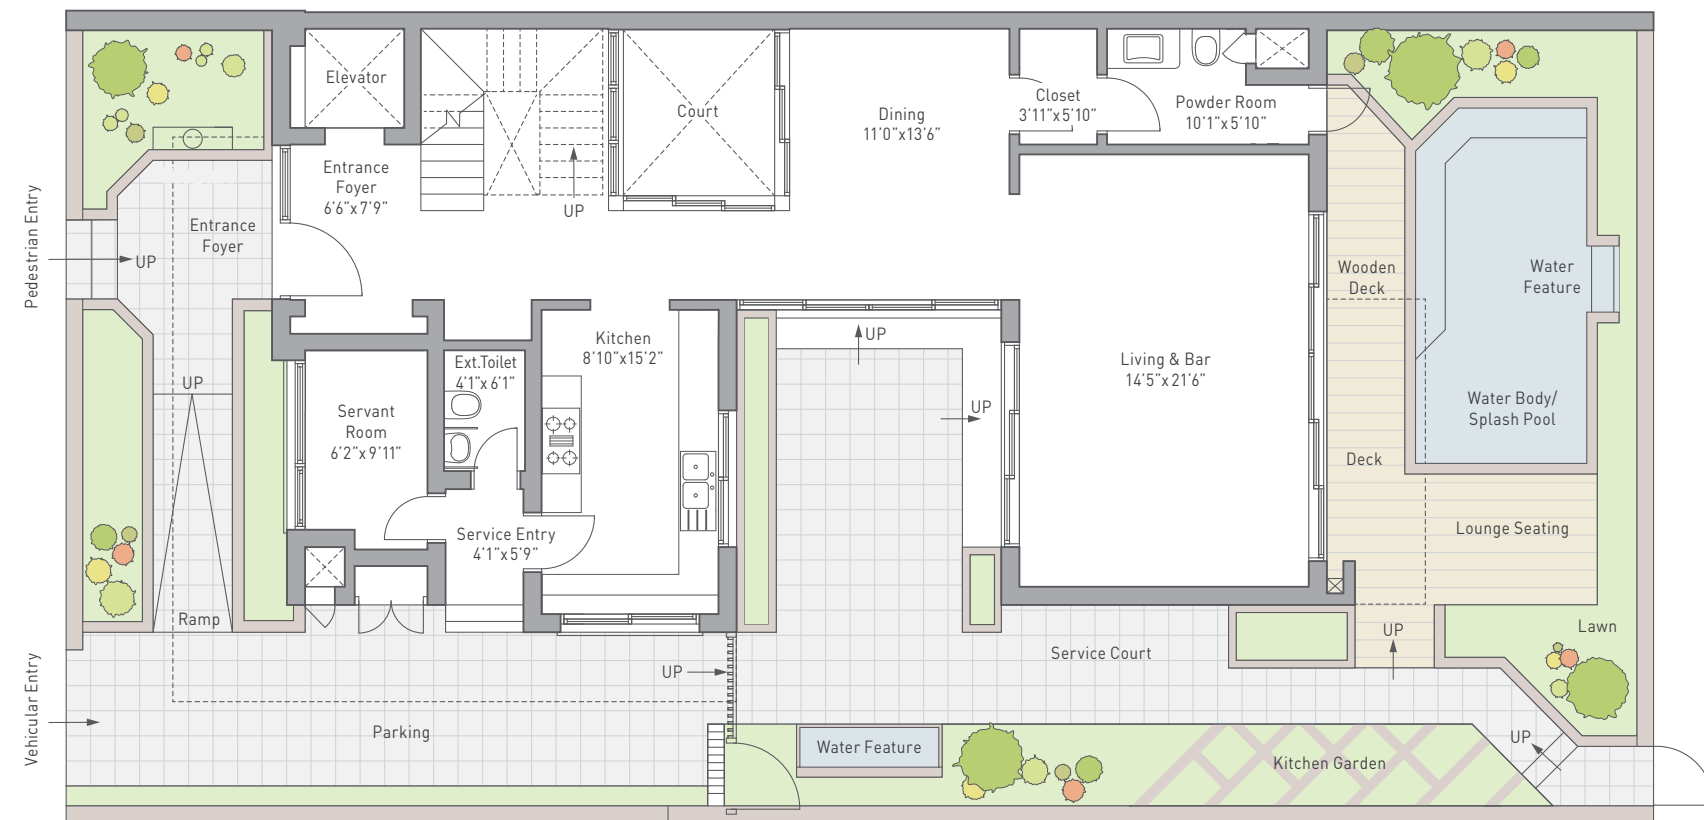 Elevator
Court
Dining
11'0"x13'6"
Closet
3'11"x5'10"
Powder Room
10'1"x5'10"
Entrance
Foyer
6'6"x7'9"
UP
Pedestrian Entry
Entrance
Foyer
UP
Wooden
Deck
Water
Feature
Kitchen
8'10"x15'2"
UP
Living & Bar
14'5"x21'6"
Ext.Toilet
4'1"x6'1"
UP
Servant
Room
6'2"x9'11"
UP
Water Body/
Splash Pool
Deck
Service Entry
4'1"x5'9"
Lounge Seating
Ramp
UP
Lawn
Service Court
UP
Vehicular Entry
Parking
Water Feature
UP
Kitchen Garden